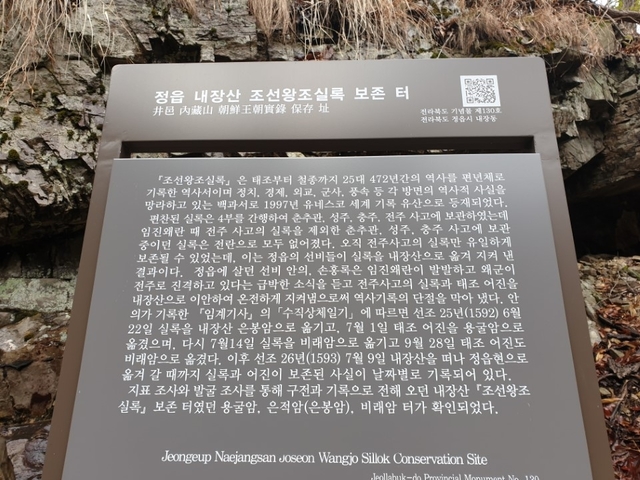 정읍 내장산 조선왕조실록 보존 터
井邑 內藏山 朝鮮王朝實錄 保存 址
전라북도 기념물 제130호
전라북도 정읍시 내장동
『조선왕조실록』은 태조부터 철종까지 25대 472년간의 역사를 편년체로
기록한 역사서이며 정치, 경제, 외교, 군사, 풍속 등 각 방면의 역사적 사실을
망라하고 있는 백과서로 1997년 유네스코 세계 기록 유산으로 등재되었다.
편찬된 실록은 4부를 간행하여 춘추관, 성주, 충주, 전주 사고에 보관하였는데
임진왜란 때 전주 사고의 실록을 제외한 춘추관, 성주, 충주 사고에 보관
중이던 실록은 전란으로 모두 없어졌다. 오직 전주사고의 실록만 유일하게
보존될 수 있었는데, 이는 정읍의 선비들이 실록을 내장산으로 옮겨 지켜 낸
결과이다. 정읍에 살던 선비 안의, 손홍록은 임진왜란이 발발하고 왜군이
전주로 진격하고 있다는 급박한 소식을 듣고 전주사고의 실록과 태조 어진을
내장산으로 이안하여 온전하게 지켜냄으로써 역사기록의 단절을 막아 냈다. 안
의가 기록한 『임계기사』의 「수직상체일기」에 따르면 선조 25년(1592) 6월
22일 실록을 내장산 은봉암으로 옮기고, 7월 1일 태조 어진을 용굴암으로
옮겼으며, 다시 7월14일 실록을 비래암으로 옮기고 9월 28일 태조 어진도
비래암으로 옮겼다. 이후 선조 26년(1593) 7월 9일 내장산을 떠나 정읍현으로
옮겨 갈 때까지 실록과 어진이 보존된 사실이 날짜별로 기록되어 있다.
지표 조사와 발굴 조사를 통해 구전과 기록으로 전해 오던 내장산 『조선왕조
실록』 보존 터였던 용굴암, 은적암(은봉암), 비래암 터가 확인되었다.
Jeongeup Naejangsan Joseon Wangjo Sillok Conservation Site
Jeollabuk-do Provincial Monument No. 130